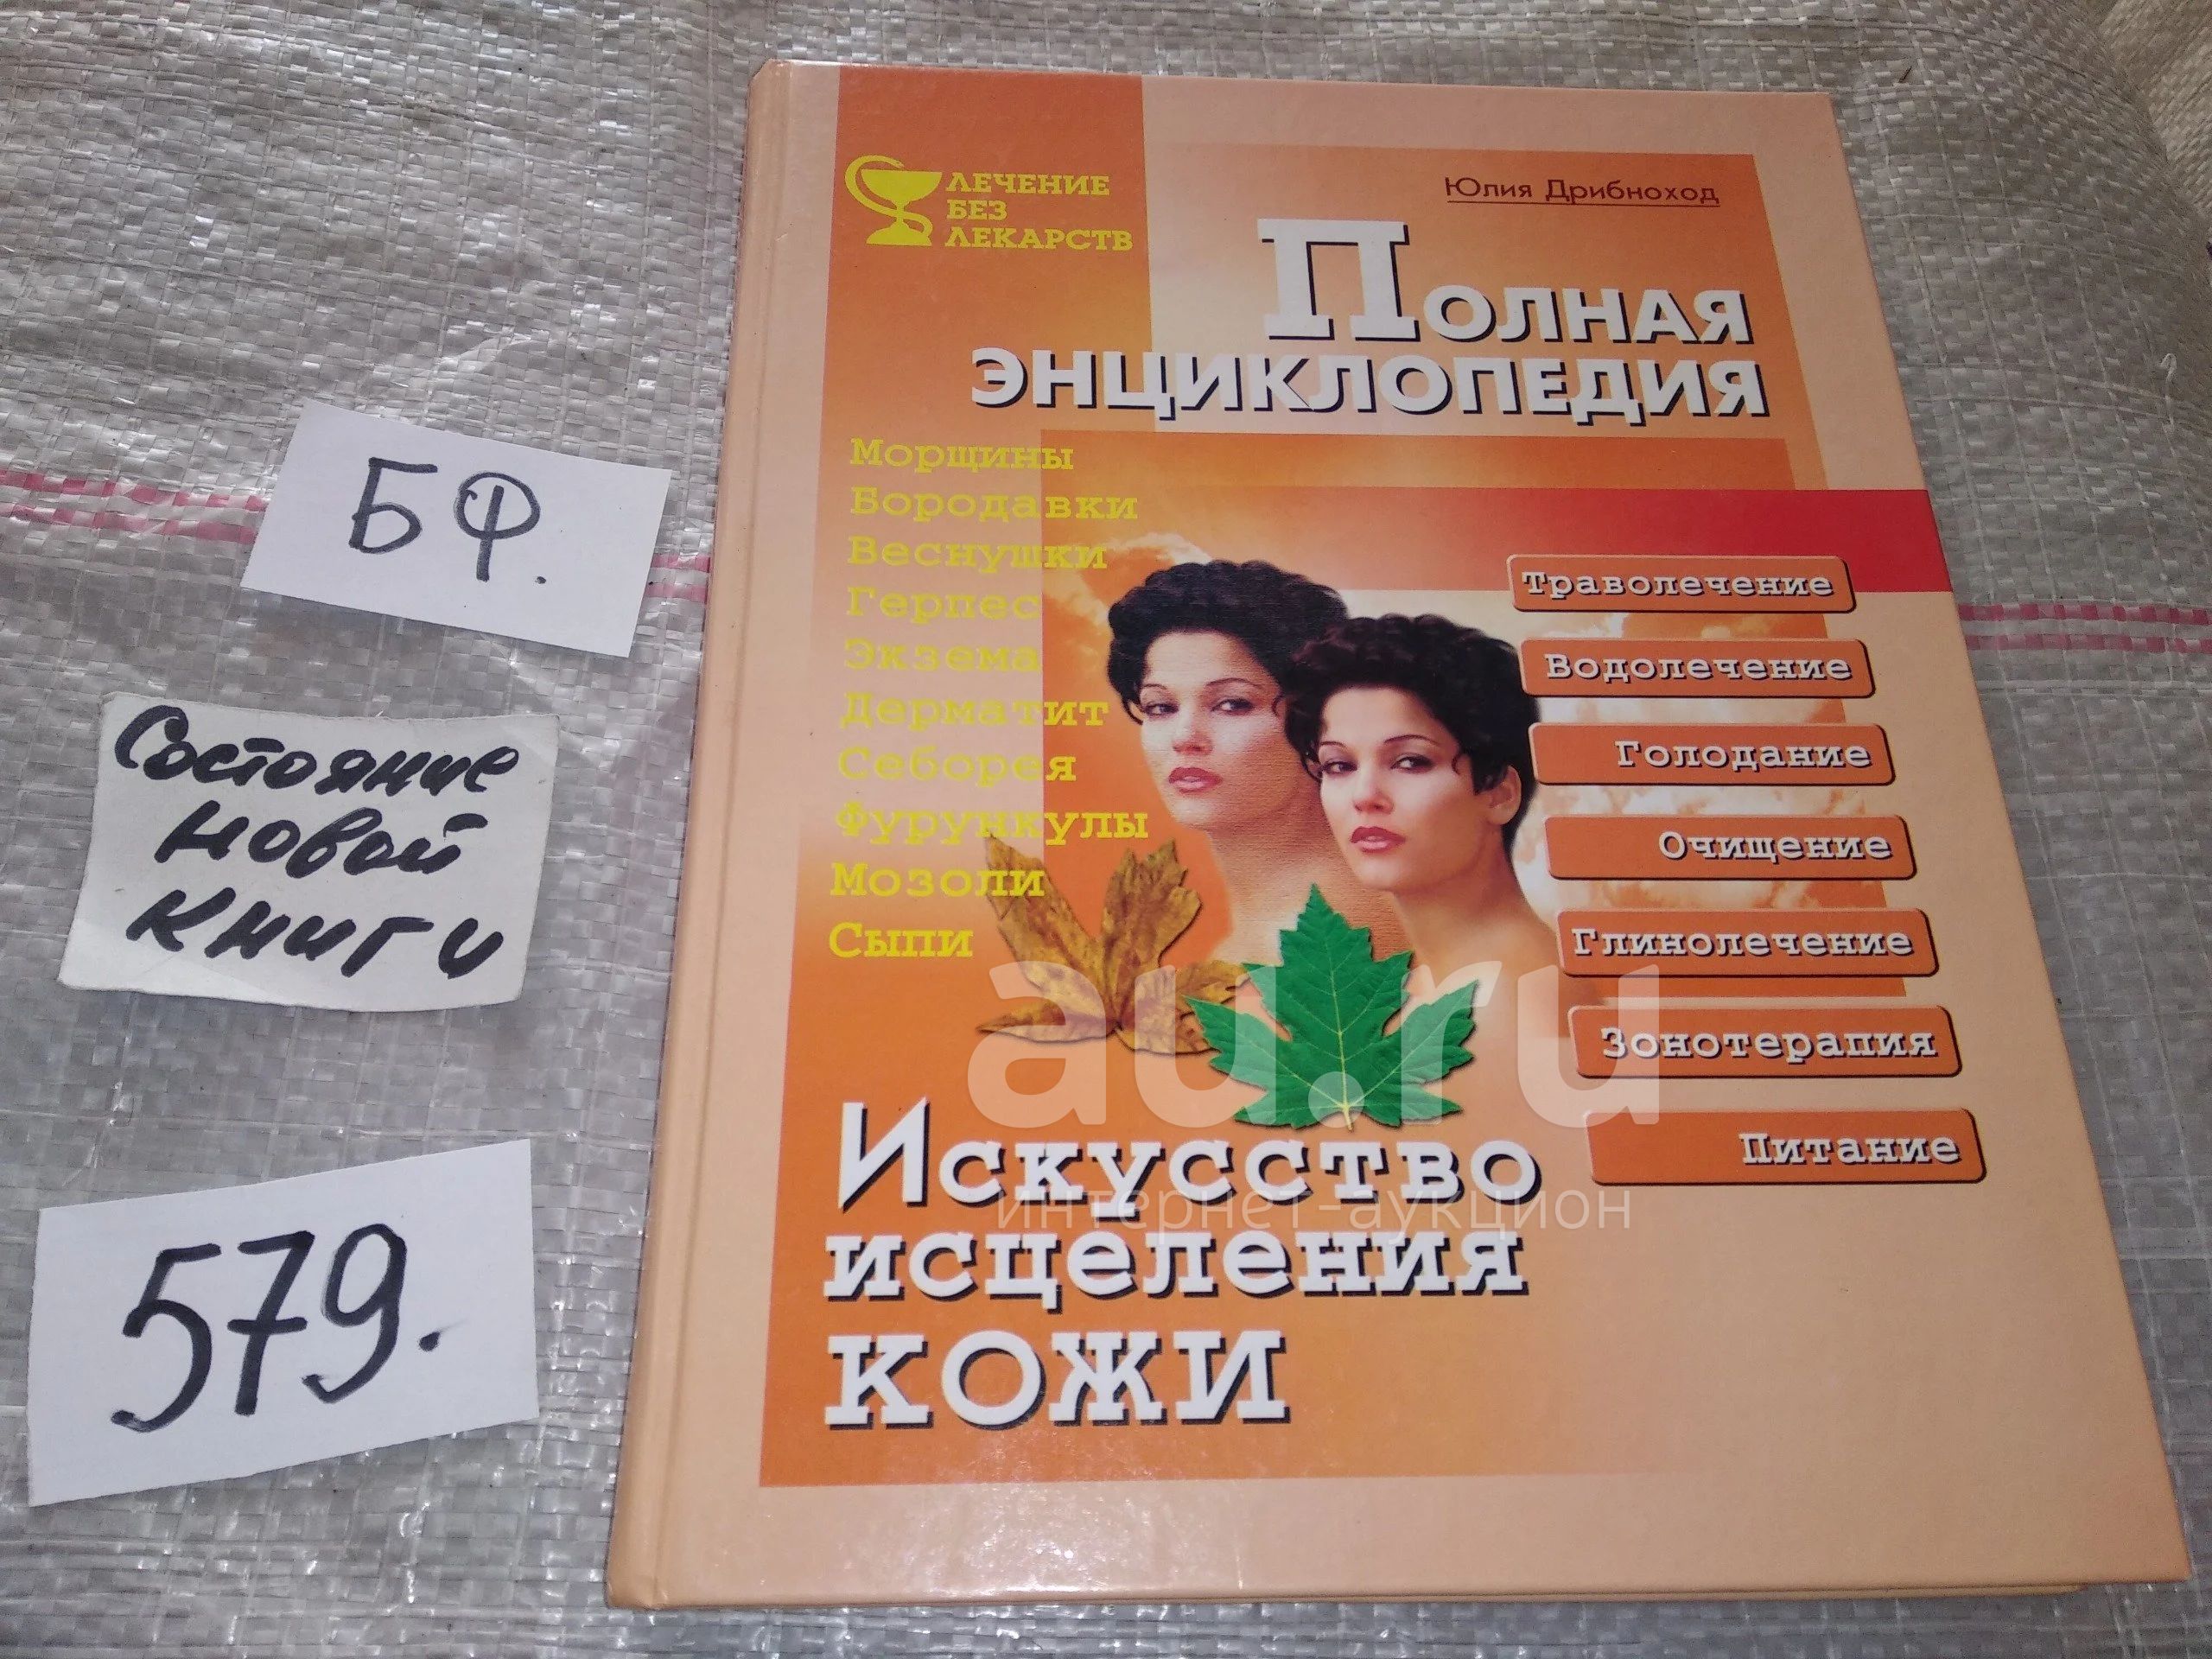 БФ.
Состояние
новой
книги
579.
ЛЕЧЕНИЕ
БЕЗ
ЛЕКАРСТВ
Юлия Дрибноход
Полная
энциклопедия
Морщины
Бородавки
Веснушки
Герпес
Экзема
Дерматит
Себорея
Фурункулы
Мозоли
Сыпи
Траволечение
Водолечение
Голодание
Очищение
Глинолечение
Зонотерапия
Питание
Искусство
исцеления
кожи
au.ru
интернет-аукцион